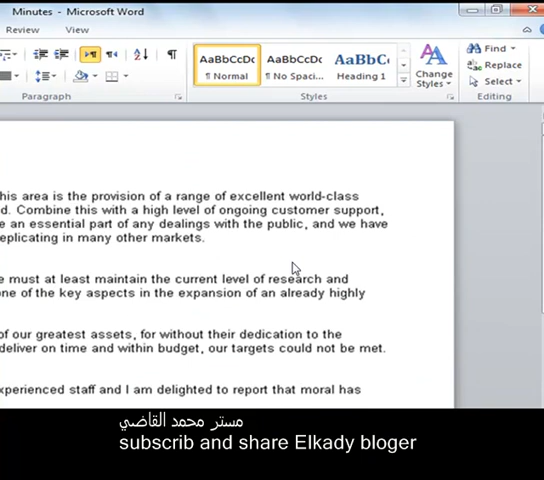 Minutes - Microsoft Word
Review View
Find
Replace
Select
AaBbCcDc AaBbCcDc AaBbC
¶ Normal ¶ No Spaci... Heading 1
Change
Styles
Paragraph Styles Editing
his area is the provision of a range of excellent world-class
d. Combine this with a high level of ongoing customer support,
e an essential part of any dealings with the public, and we have
eplicating in many other markets.
e must at least maintain the current level of research and
one of the key aspects in the expansion of an already highly
of our greatest assets, for without their dedication to the
deliver on time and within budget, our targets could not be met.
xperienced staff and I am delighted to report that moral has
مستر محمد القاضي
subscrib and share Elkady bloger